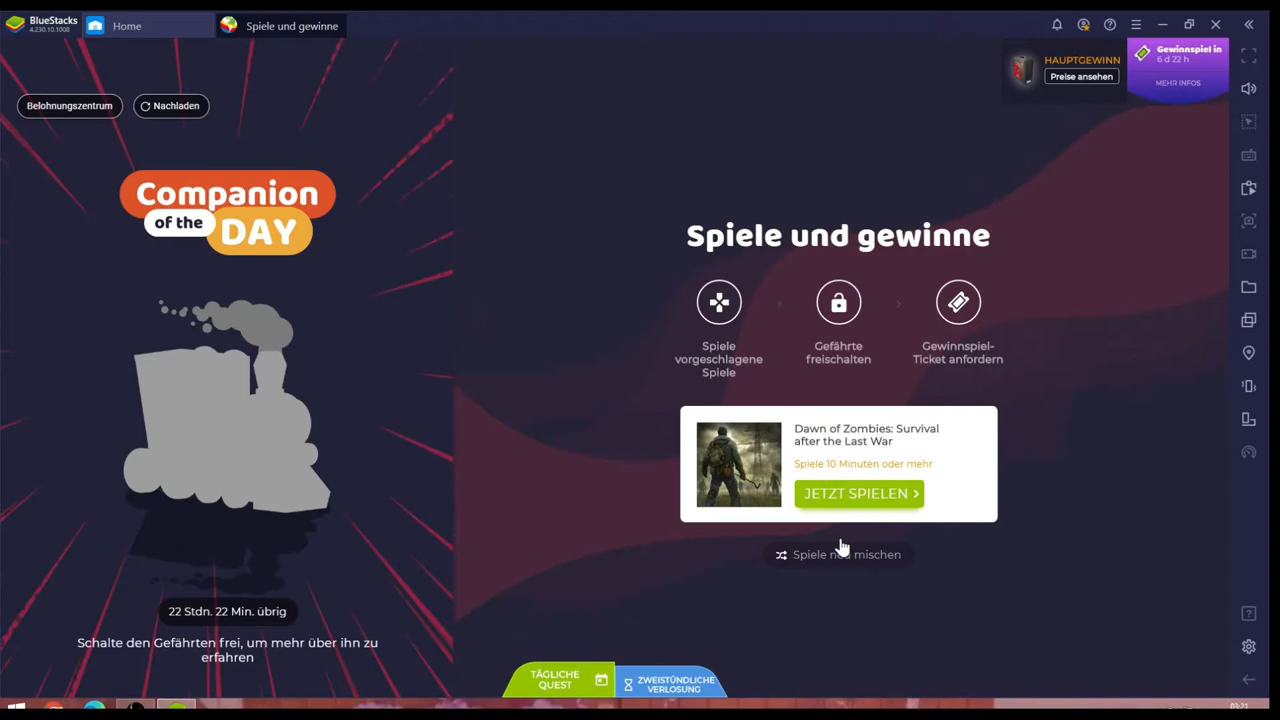 BlueStacks
4.230.10.1008
Home
Spiele und gewinne
HAUPTGEWINN
Preise ansehen
Gewinnspiel in
6 d 22 h
MEHR INFOS
Belohnungszentrum
Nachladen
Companion
of the
DAY
22 Stdn. 22 Min. übrig
Schalte den Gefährten frei, um mehr über ihn zu
erfahren
Spiele und gewinne
Spiele
vorgeschlagene
Spiele
Gefährte
freischalten
Gewinnspiel-
Ticket anfordern
Dawn of Zombies: Survival
after the Last War
Spiele 10 Minuten oder mehr
JETZT SPIELEN
Spiele neu mischen
TÄGLICHE
QUEST
ZWEISTÜNDLICHE
VERLOSUNG
03:21